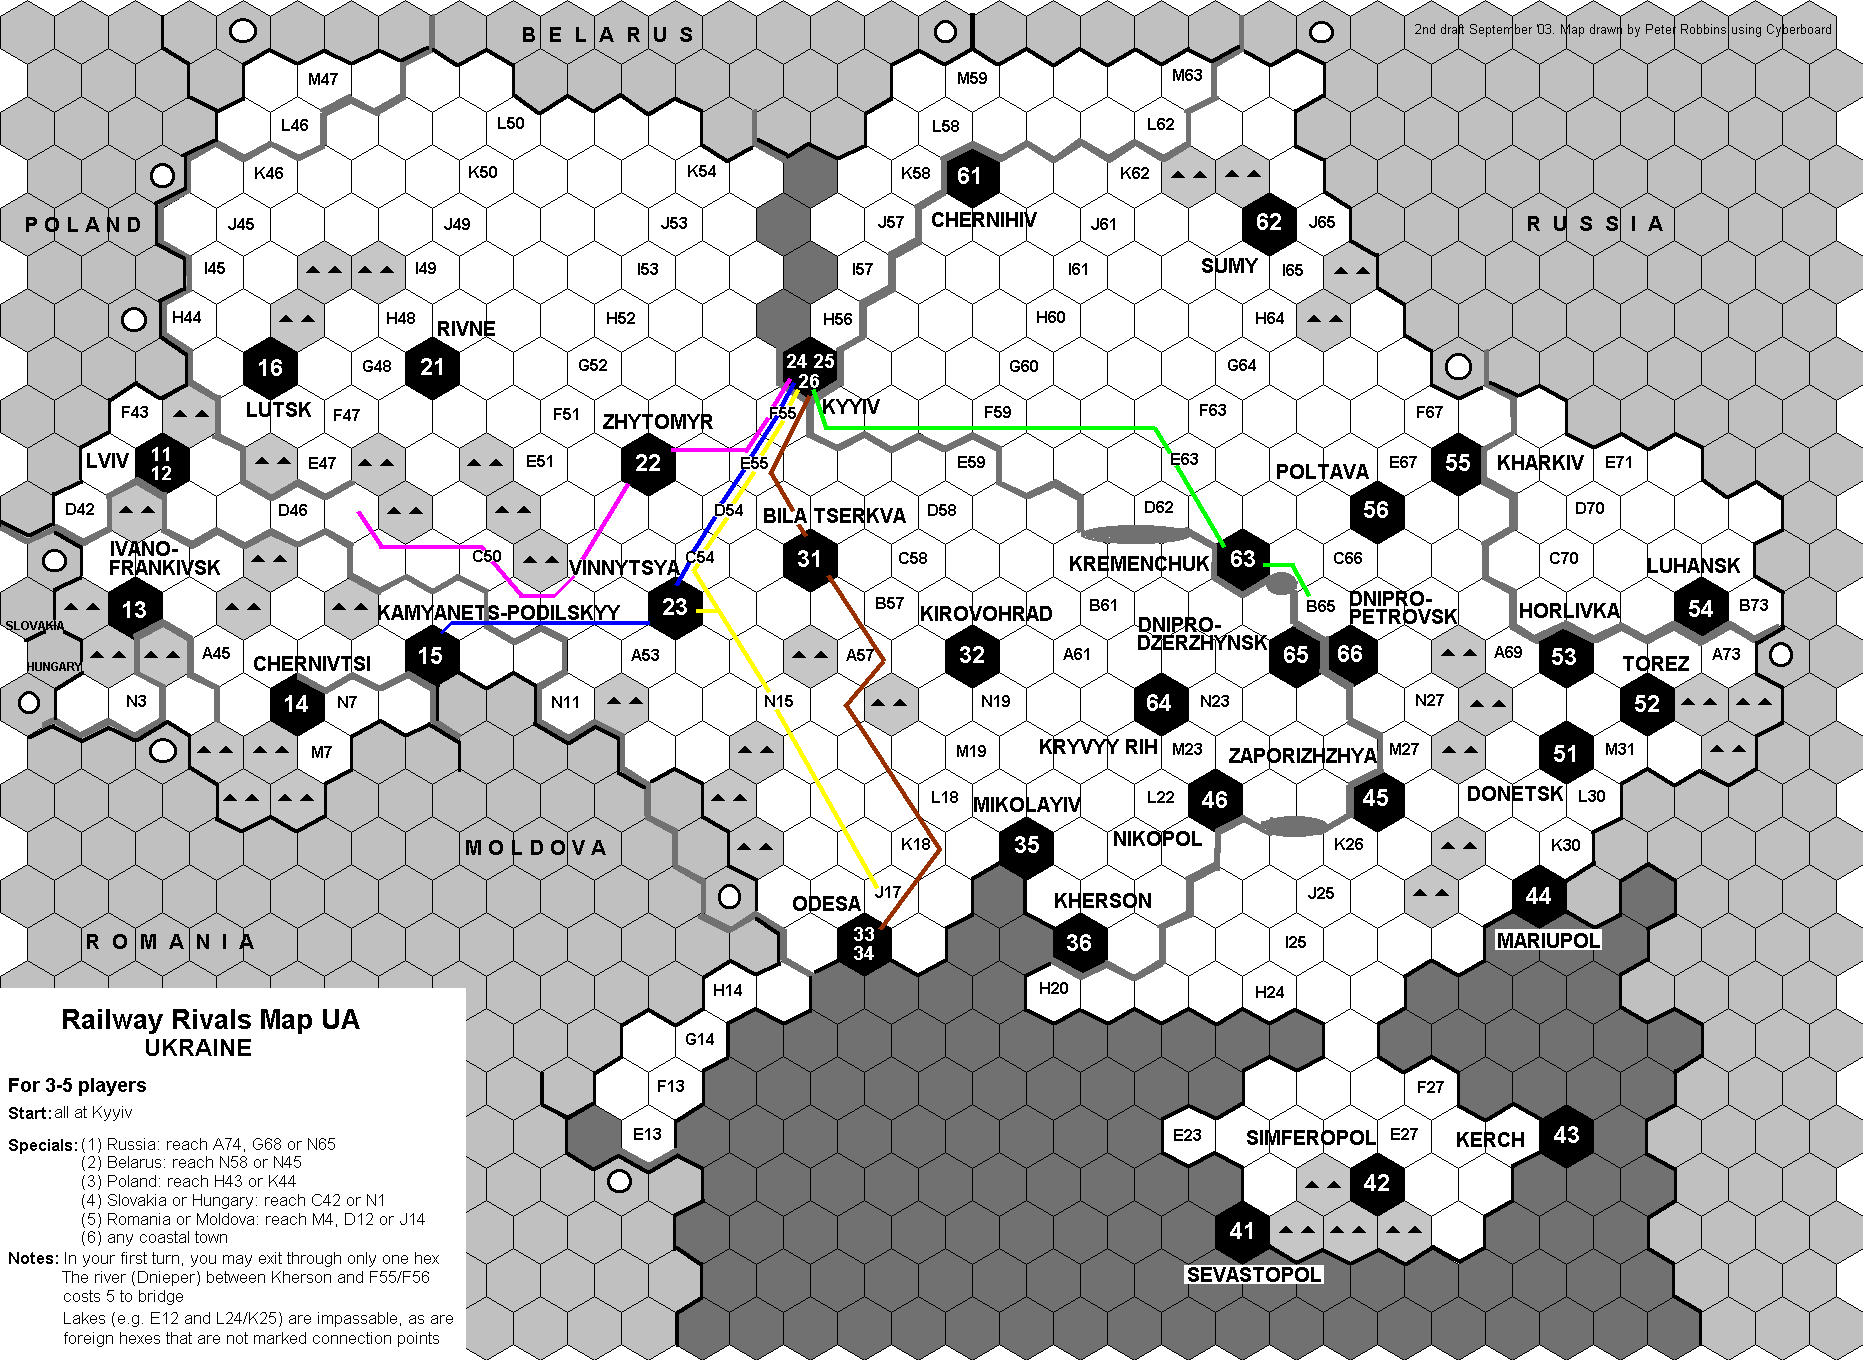 BELARUS
2nd draft September '03. Map drawn by Peter Robbins using Cyberboard
M47 M59 M63
L46 L50 L58 L62
K46 K50 K54 K58 61 K62
POLAND J45 J49 J53 J57 CHERNIHIV J61 62 J65 RUSSIA
I45 I49 I53 I57 I61 SUMY I65
H44 H48 RIVNE H52 H56 H60 H64
16 G48 21 G52 24 25 G60 G64
26
F43 LUTSK F47 F51 ZHYTOMYR F55 KYYIV F59 F63 F67
LVIV 11 E47 E51 22 E55 E59 E63 POLTAVA E67 55 KHARKIV E71
12
D42 D46 D54 BILA TSERKVA D58 D62 56 D70
IVANO-
FRANKIVSK C50 VINNYTSYA C54 31 C58 KREMENCHUK 63 C66 C70 LUHANSK
13 KAMYANETS-PODILSKYY 23 B57 KIROVOHRAD B61 B65 DNIPRO-
PETROVSK HORLIVKA 54 B73
SLOVAKIA
DNIPRO-
DZERZHYNSK
HUNGARY A45 CHERNIVTSI 15 A53 A57 32 A61 65 66 A69 53 TOREZ A73
N3 14 N7 N11 N15 N19 64 N23 N27 52
M7 M19 KRYVYY RIH M23 ZAPORIZHZHYA M27 51 M31
L18 MIKOLAYIV L22 46 45 DONETSK L30
MOLDOVA K18 35 NIKOPOL K26 K30
ODESA J17 KHERSON J25 44
ROMANIA 33 36 I25 MARIUPOL
34
H14 H20 H24
G14
F13 F27
E13 E23 SIMFEROPOL E27 KERCH 43
42
41
SEVASTOPOL
Railway Rivals Map UA
UKRAINE
For 3-5 players
Start: all at Kyyiv
Specials: (1) Russia: reach A74, G68 or N65
(2) Belarus: reach N58 or N45
(3) Poland: reach H43 or K44
(4) Slovakia or Hungary: reach C42 or N1
(5) Romania or Moldova: reach M4, D12 or J14
(6) any coastal town
Notes: In your first turn, you may exit through only one hex
The river (Dnieper) between Kherson and F55/F56
costs 5 to bridge
Lakes (e.g. E12 and L24/K25) are impassable, as are
foreign hexes that are not marked connection points